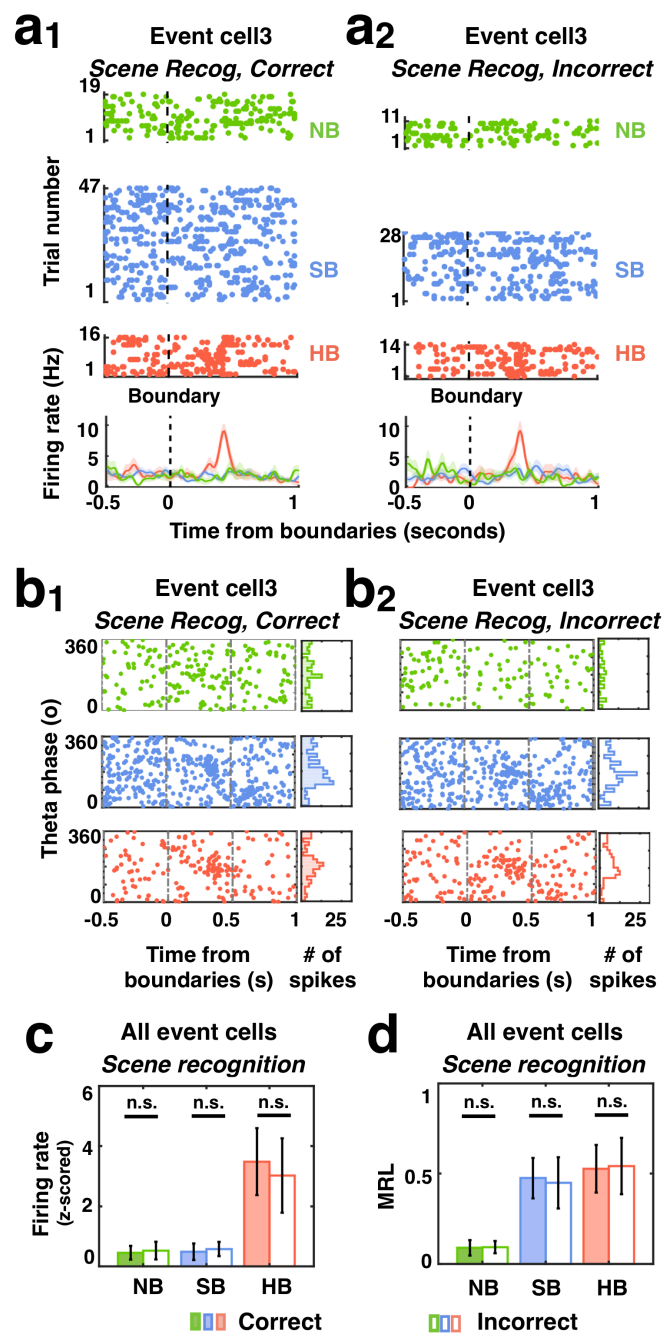 a1 Event cell3
Scene Recog, Correct
a2 Event cell3
Scene Recog, Incorrect
Trial number
19
1
NB
47
1
SB
16
1
HB
11
1
NB
28
1
SB
14
1
HB
Firing rate (Hz)
Boundary
10
5
0
-0.5 0 1
Boundary
10
5
0
-0.5 0 1
Time from boundaries (seconds)
b1 Event cell3
Scene Recog, Correct
b2 Event cell3
Scene Recog, Incorrect
Theta phase (o)
360
0
360
0
360
0
-0.5 0 0.5 1 25
-0.5 0 0.5 1 25
Time from
boundaries (s)
# of
spikes
Time from
boundaries (s)
# of
spikes
c All event cells
Scene recognition
Firing rate
(z-scored)
6
4
2
0
n.s. n.s. n.s.
NB SB HB
d All event cells
Scene recognition
MRL
1
0.5
0
n.s. n.s. n.s.
NB SB HB
Correct Incorrect